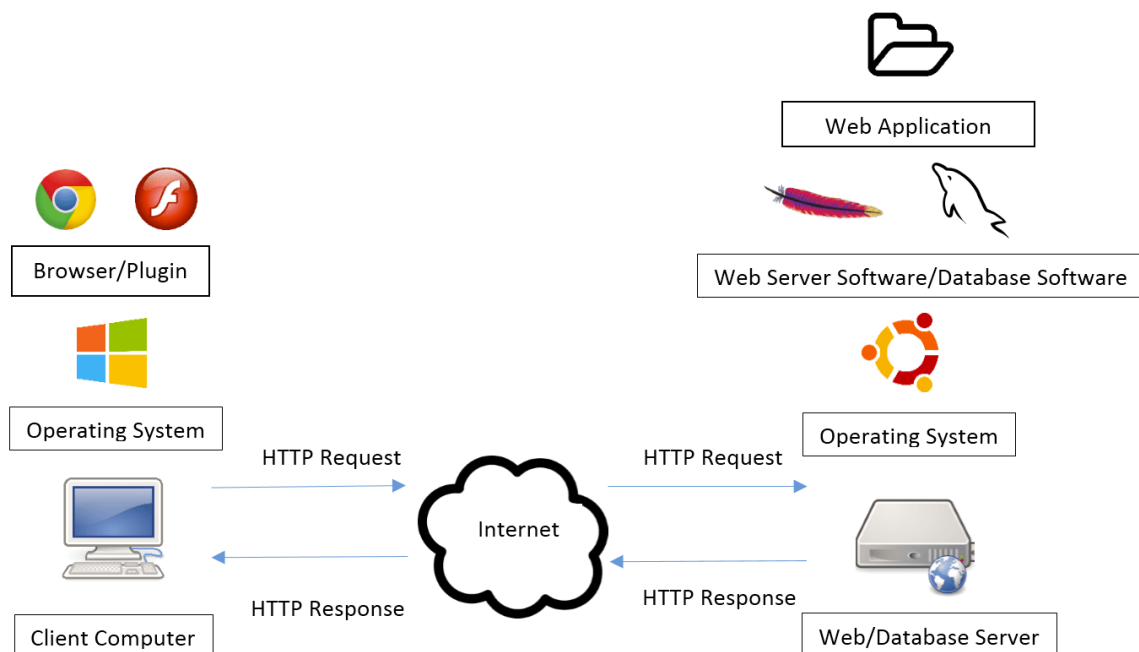 Web Application
Browser/Plugin
Web Server Software/Database Software
Operating System
Operating System
HTTP Request
HTTP Request
Internet
HTTP Response
HTTP Response
Client Computer
Web/Database Server